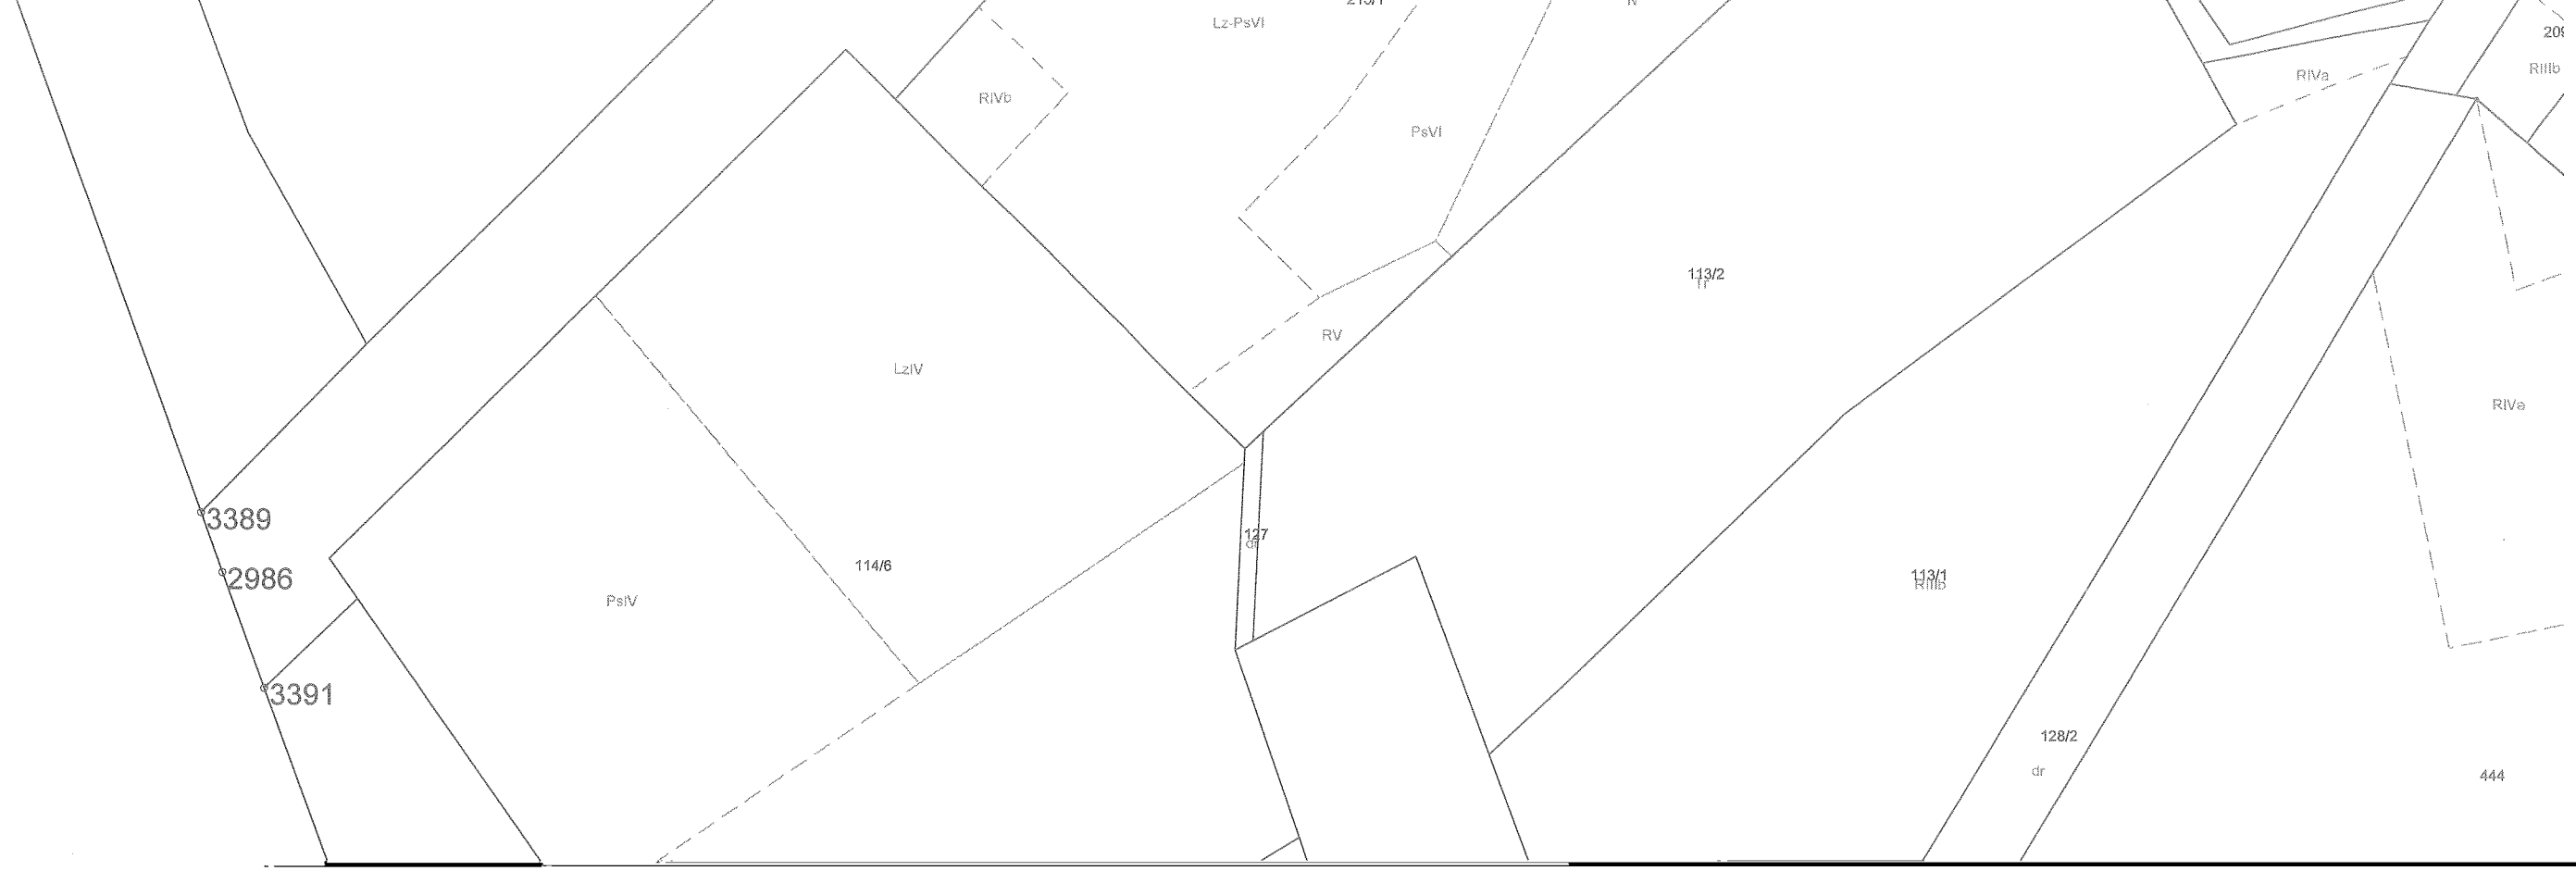 Lz-PsVI
RIVb
PsVI
RIVa
RIIIb
113/2
Tr
RV
LzIV
RIVa
3389
127
dr
2986
114/6
PsIV
113/1
RIIIb
3391
128/2
dr
444